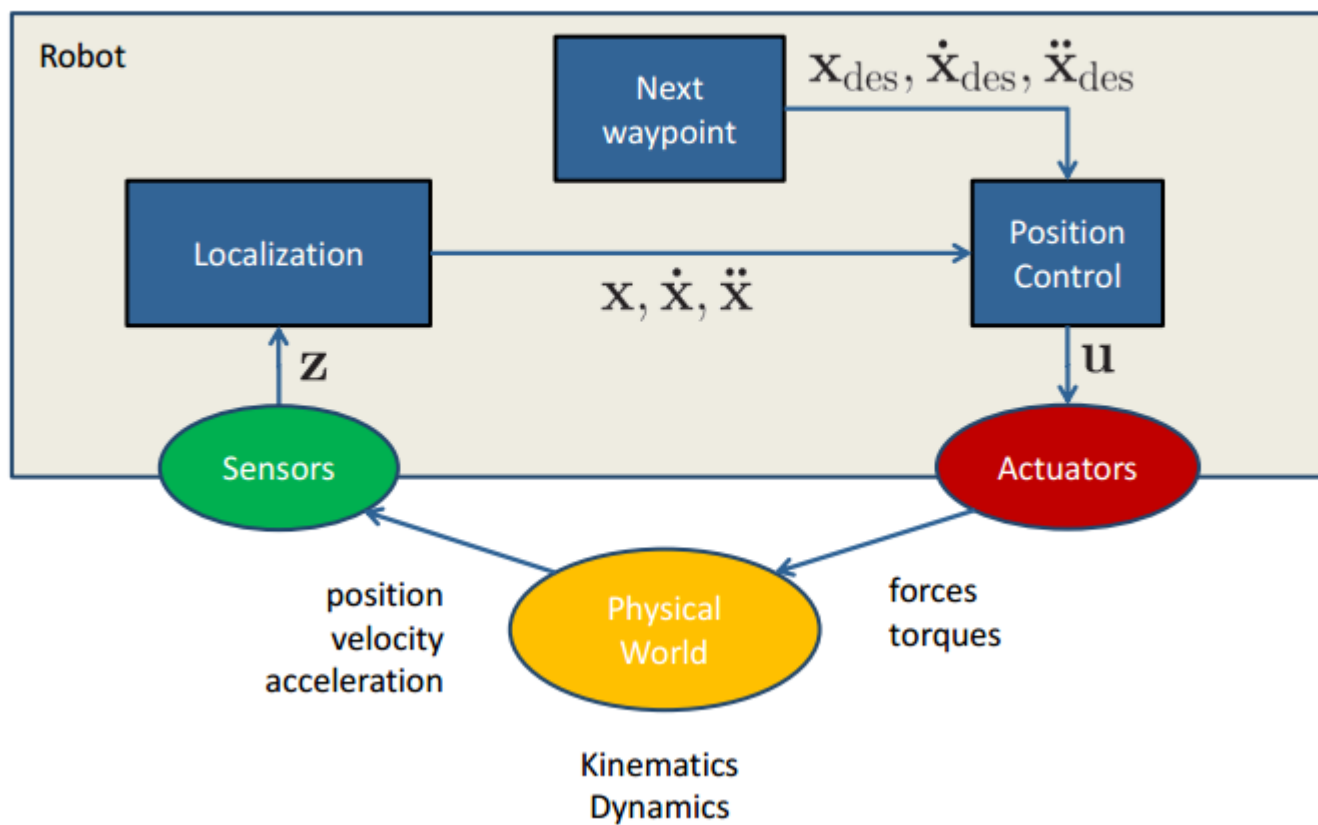 Robot
Next
waypoint
𝐱_des, 𝐱̇_des, 𝐱̈_des
Localization
Position
Control
𝐱, 𝐱̇, 𝐱̈
𝐳
𝐮
Sensors
Actuators
position
velocity
acceleration
Physical
World
forces
torques
Kinematics
Dynamics